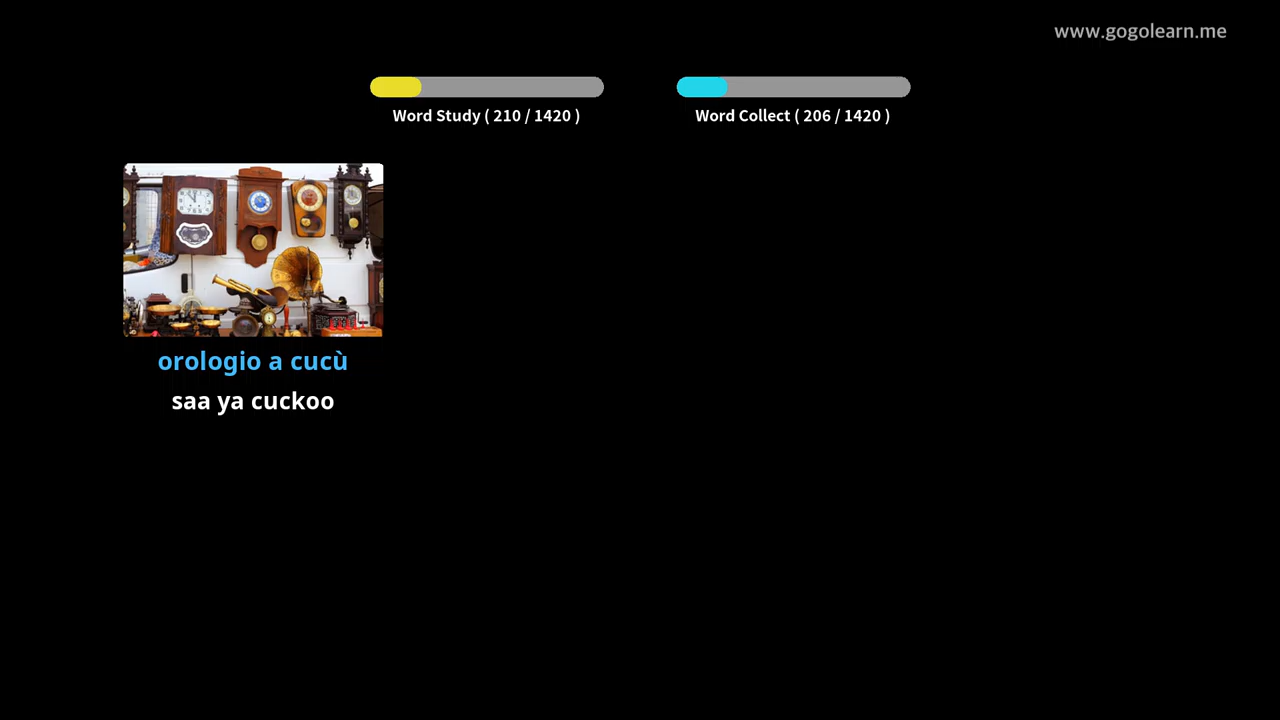 www.gogolearn.me
Word Study ( 210 / 1420 )
Word Collect ( 206 / 1420 )
orologio a cucù
saa ya cuckoo